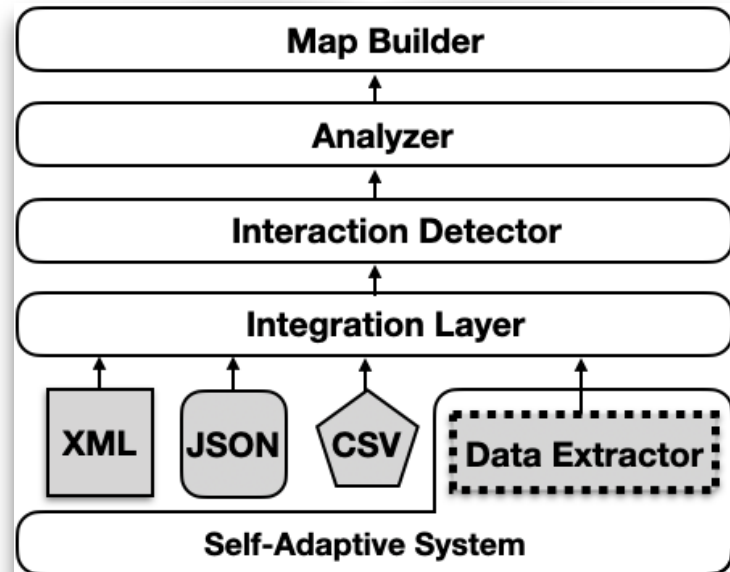 Map Builder
Analyzer
Interaction Detector
Integration Layer
XML
JSON
CSV
Data Extractor
Self-Adaptive System